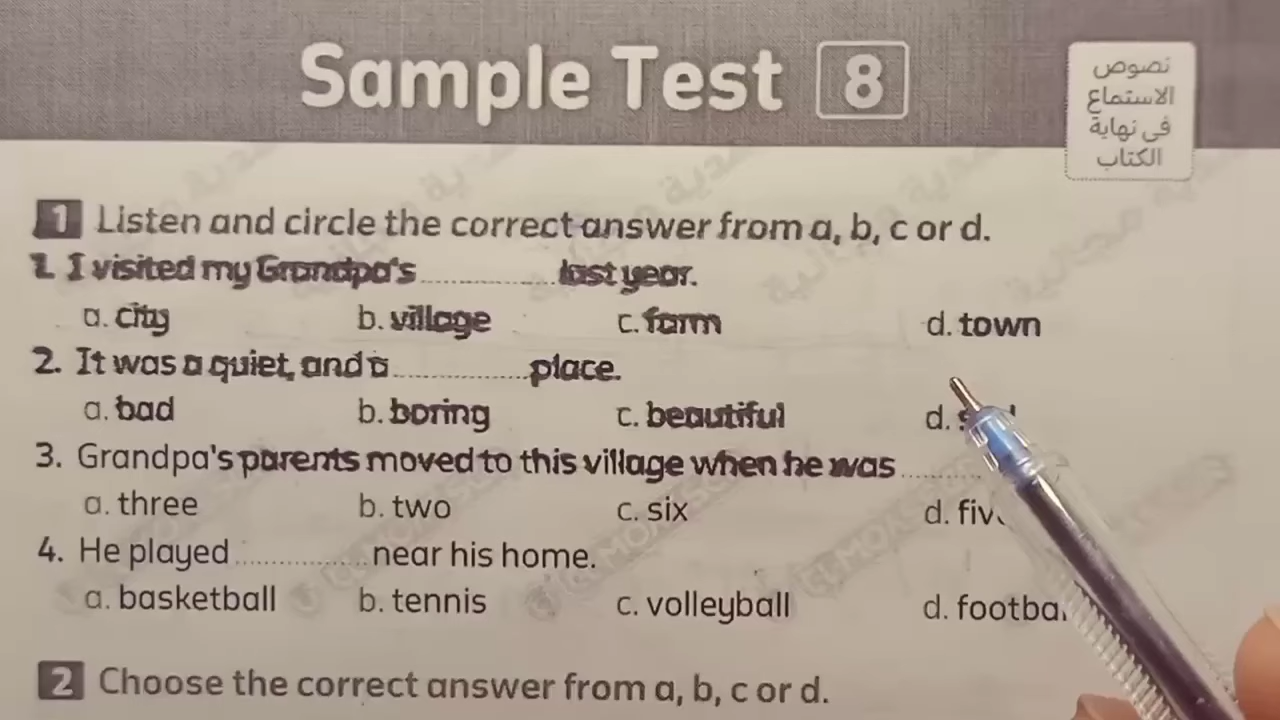 Sample Test 8
نصوص
الاستماع
فى نهاية
الكتاب
1 Listen and circle the correct answer from a, b, c or d.
1. I visited my Grandpa's ............ last year.
a. city b. village c. farm d. town
2. It was a quiet, and a ............ place.
a. bad b. boring c. beautiful d.
3. Grandpa's parents moved to this village when he was ............
a. three b. two c. six d.
4. He played ............ near his home.
a. basketball b. tennis c. volleyball d.
2 Choose the correct answer from a, b, c or d.